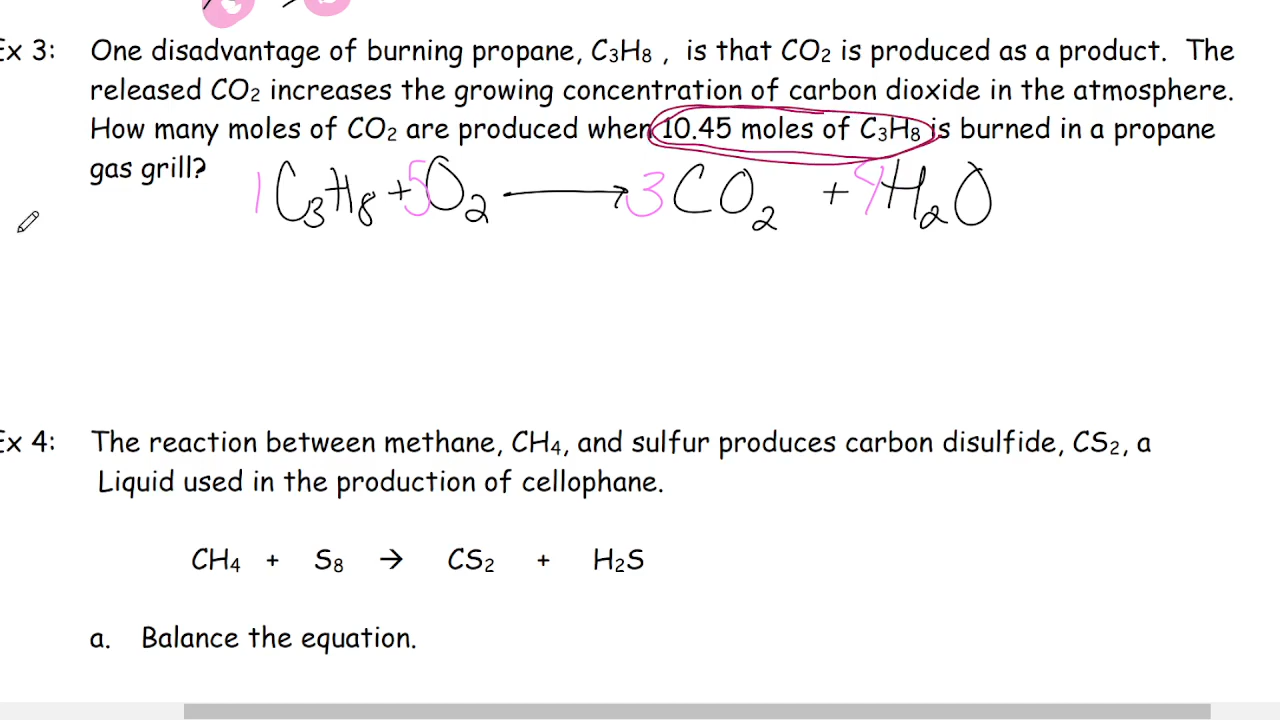 Ex 3: One disadvantage of burning propane, C₃H₈ , is that CO₂ is produced as a product. The
released CO₂ increases the growing concentration of carbon dioxide in the atmosphere.
How many moles of CO₂ are produced when 10.45 moles of C₃H₈ is burned in a propane
gas grill?
1C₃H₈ + 5O₂ → 3CO₂ + 4H₂O
Ex 4: The reaction between methane, CH₄, and sulfur produces carbon disulfide, CS₂, a
Liquid used in the production of cellophane.
CH₄ + S₈ → CS₂ + H₂S
a. Balance the equation.